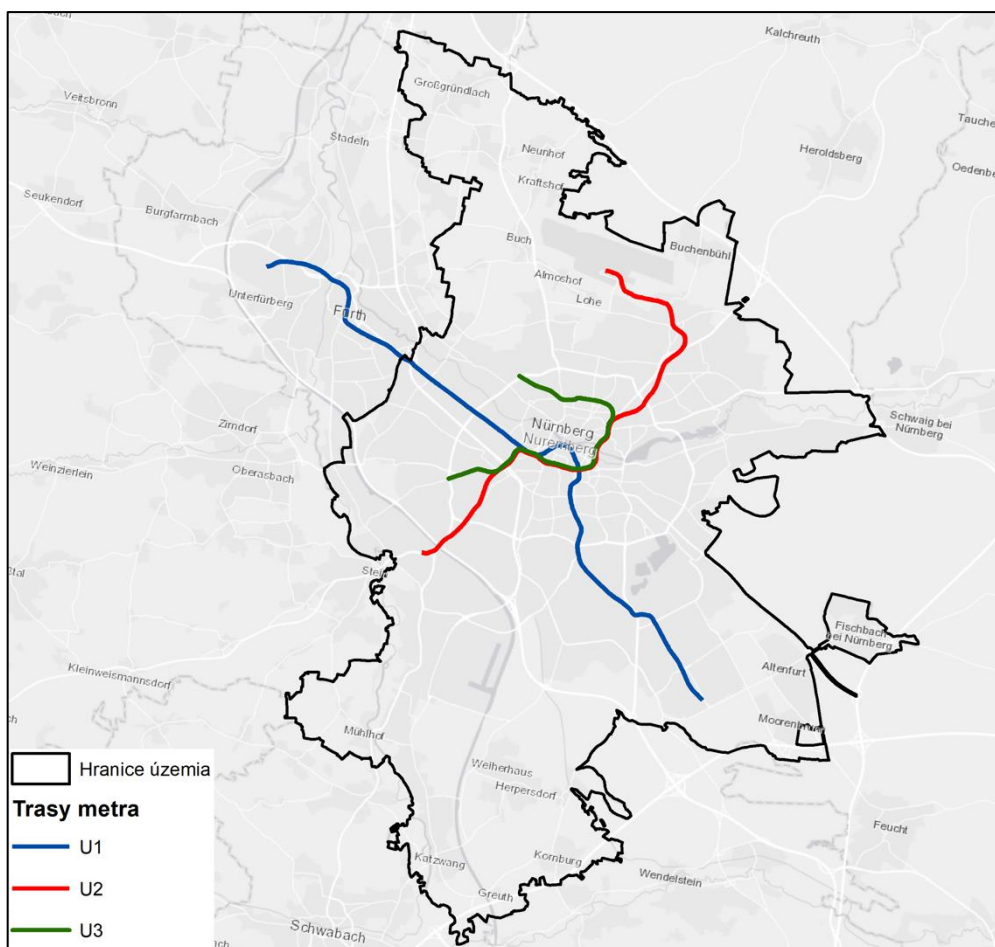 Kalchreuth
Großgründlach
Veitsbronn
Stadeln
Tauche
Neunhof
Heroldsberg
Oedenbe
Kraftshof
Seukendorf
Burgfarrnbach
Buch
Buchenbühl
Almoshof
Unterfürberg
Lohe
Fürth
Schwaig bei
Nürnberg
Zirndorf
Nürnberg
Nuremberg
Weinzierlein
Oberasbach
Stein
Fischbach
bei Nürnberg
Altenfurt
Kleinweismannsdorf
Moorenbrunn
Mühlhof
Weiherhaus
Herpersdorf
Feucht
Katzwang
Kornburg
Wendelstein
Greuth
Schwabach
Hranice územia
Trasy metra
U1
U2
U3